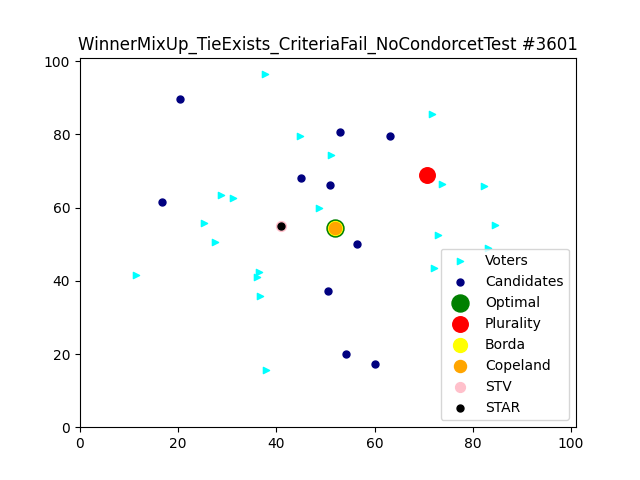 WinnerMixUp_TieExists_CriteriaFail_NoCondorcetTest #3601
100
80
60
40
20
0
0 20 40 60 80 100
Voters
Candidates
Optimal
Plurality
Borda
Copeland
STV
STAR